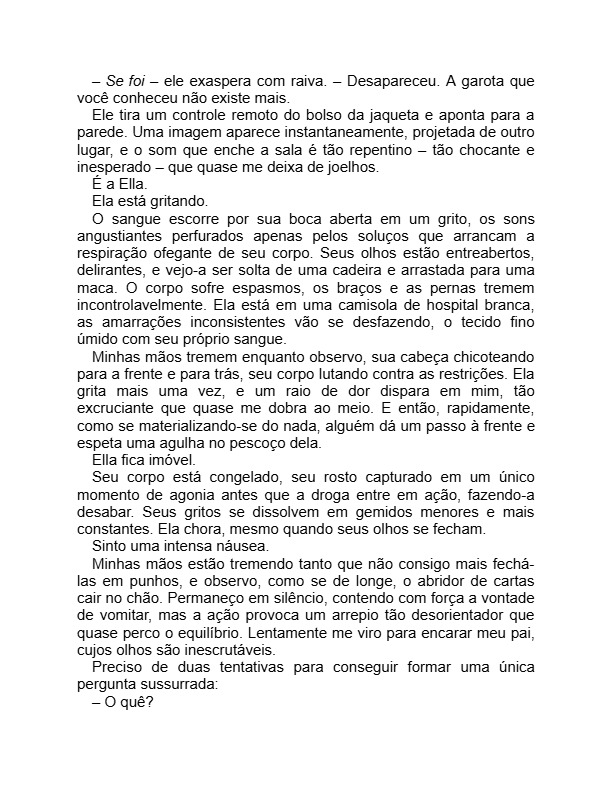 – Se foi – ele exaspera com raiva. – Desapareceu. A garota que
você conheceu não existe mais.
Ele tira um controle remoto do bolso da jaqueta e aponta para a
parede. Uma imagem aparece instantaneamente, projetada de outro
lugar, e o som que enche a sala é tão repentino – tão chocante e
inesperado – que quase me deixa de joelhos.
É a Ella.
Ela está gritando.
O sangue escorre por sua boca aberta em um grito, os sons
angustiantes perfurados apenas pelos soluços que arrancam a
respiração ofegante de seu corpo. Seus olhos estão entreabertos,
delirantes, e vejo-a ser solta de uma cadeira e arrastada para uma
maca. O corpo sofre espasmos, os braços e as pernas tremem
incontrolavelmente. Ela está em uma camisola de hospital branca,
as amarrações inconsistentes vão se desfazendo, o tecido fino
úmido com seu próprio sangue.
Minhas mãos tremem enquanto observo, sua cabeça chicoteando
para a frente e para trás, seu corpo lutando contra as restrições. Ela
grita mais uma vez, e um raio de dor dispara em mim, tão
excruciante que quase me dobra ao meio. E então, rapidamente,
como se materializando-se do nada, alguém dá um passo à frente e
espeta uma agulha no pescoço dela.
Ella fica imóvel.
Seu corpo está congelado, seu rosto capturado em um único
momento de agonia antes que a droga entre em ação, fazendo-a
desabar. Seus gritos se dissolvem em gemidos menores e mais
constantes. Ela chora, mesmo quando seus olhos se fecham.
Sinto uma intensa náusea.
Minhas mãos estão tremendo tanto que não consigo mais fechá-
las em punhos, e observo, como se de longe, o abridor de cartas
cair no chão. Permaneço em silêncio, contendo com força a vontade
de vomitar, mas a ação provoca um arrepio tão desorientador que
quase perco o equilíbrio. Lentamente me viro para encarar meu pai,
cujos olhos são inescrutáveis.
Preciso de duas tentativas para conseguir formar uma única
pergunta sussurrada:
– O quê?